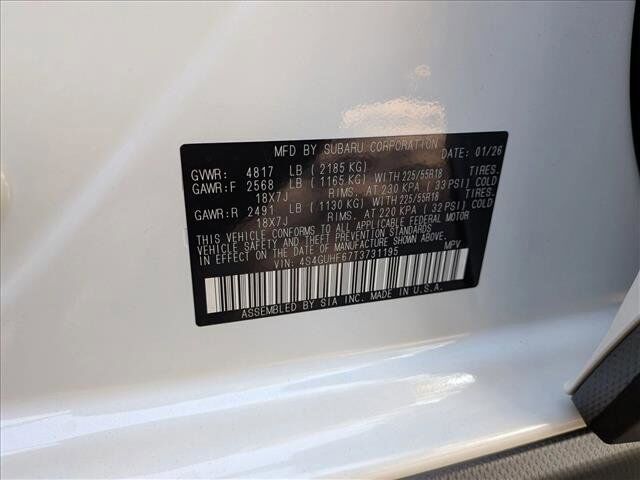 MFD BY SUBARU CORPORATION DATE: 01/26
GVWR: 4817 LB (2185 KG)
GAWR:F 2568 LB (1165 KG) WITH 225/55R18 TIRES.
18X7J RIMS. AT 230 KPA (33 PSI) COLD
GAWR:R 2491 LB (1130 KG) WITH 225/55R18 TIRES.
18X7J RIMS. AT 220 KPA (32 PSI) COLD
THIS VEHICLE CONFORMS TO ALL APPLICABLE FEDERAL MOTOR
VEHICLE SAFETY AND THEFT PREVENTION STANDARDS IN EFFECT
ON THE DATE OF MANUFACTURE SHOWN ABOVE.
VIN: 4S4GUHF67T3731195 MPV
ASSEMBLED BY SIA INC. MADE IN U.S.A.